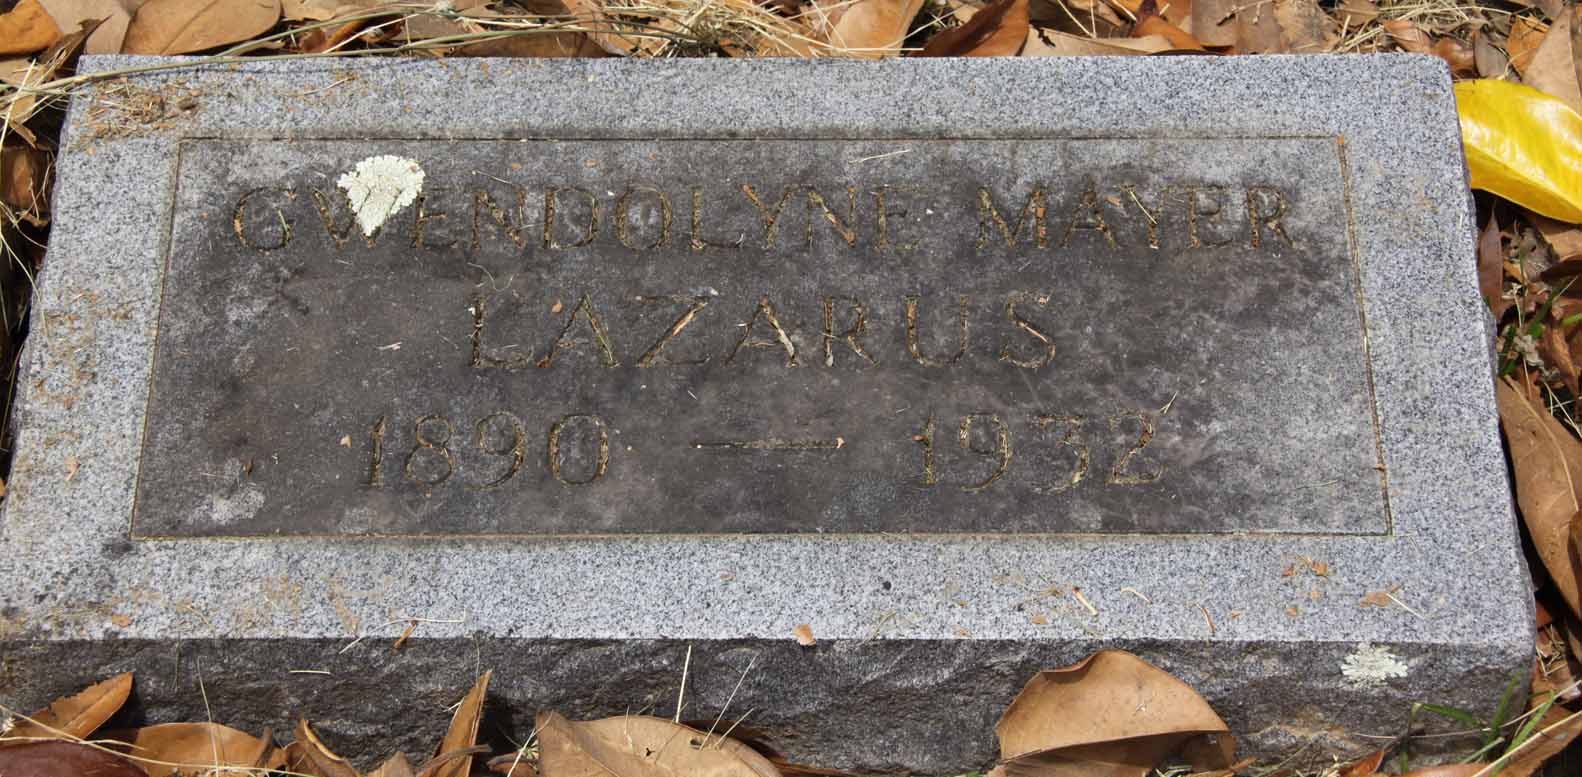 GWENDOLYNE MAYER
LAZARUS
1890 — 1932